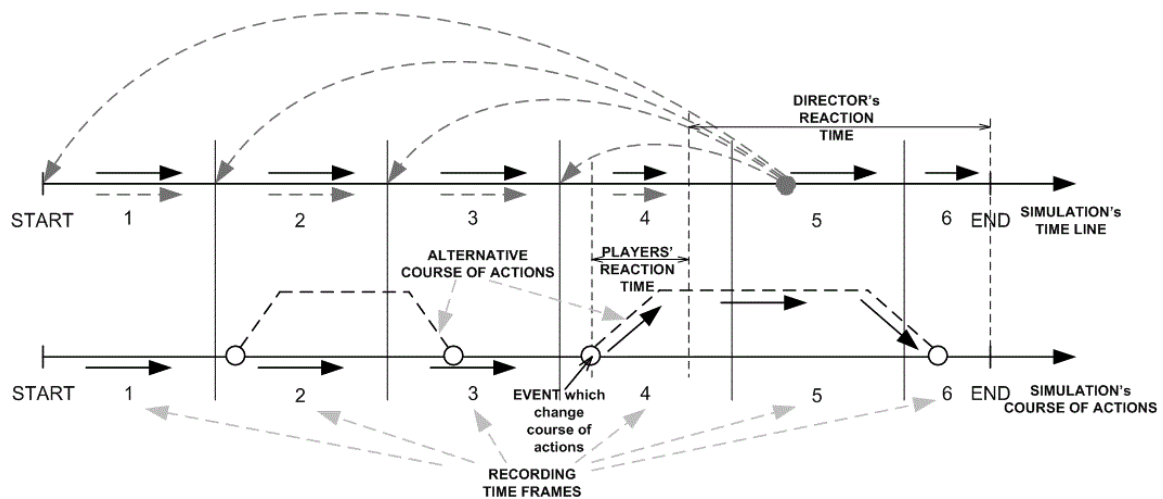 DIRECTOR's
REACTION
TIME
START
1
2
3
4
5
6
END
SIMULATION's
TIME LINE
ALTERNATIVE
COURSE OF ACTIONS
PLAYERS'
REACTION
TIME
START
1
2
3
4
5
6
END
SIMULATION's
COURSE OF ACTIONS
EVENT which
change
course of
actions
RECORDING
TIME FRAMES